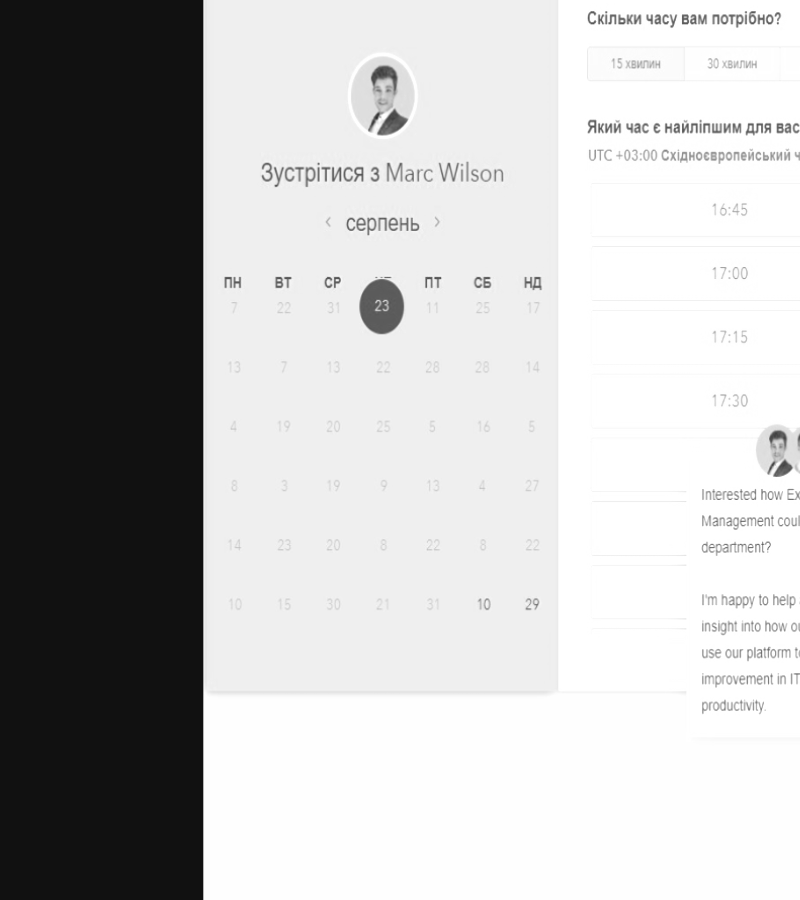 Зустрітися з Marc Wilson
‹ серпень ›
ПН ВТ СР ПТ СБ НД
7 22 31 23 11 25 17
13 7 13 22 28 28 14
4 19 20 25 5 16 5
8 3 19 9 13 4 27
14 23 20 8 22 8 22
10 15 30 21 31 10 29
Скільки часу вам потрібно?
15 хвилин 30 хвилин
Який час є найліпшим для вас
UTC +03:00 Східноєвропейський ч
16:45
17:00
17:15
17:30
Interested how Ex
Management coul
department?
I'm happy to help
insight into how ou
use our platform to
improvement in IT
productivity.